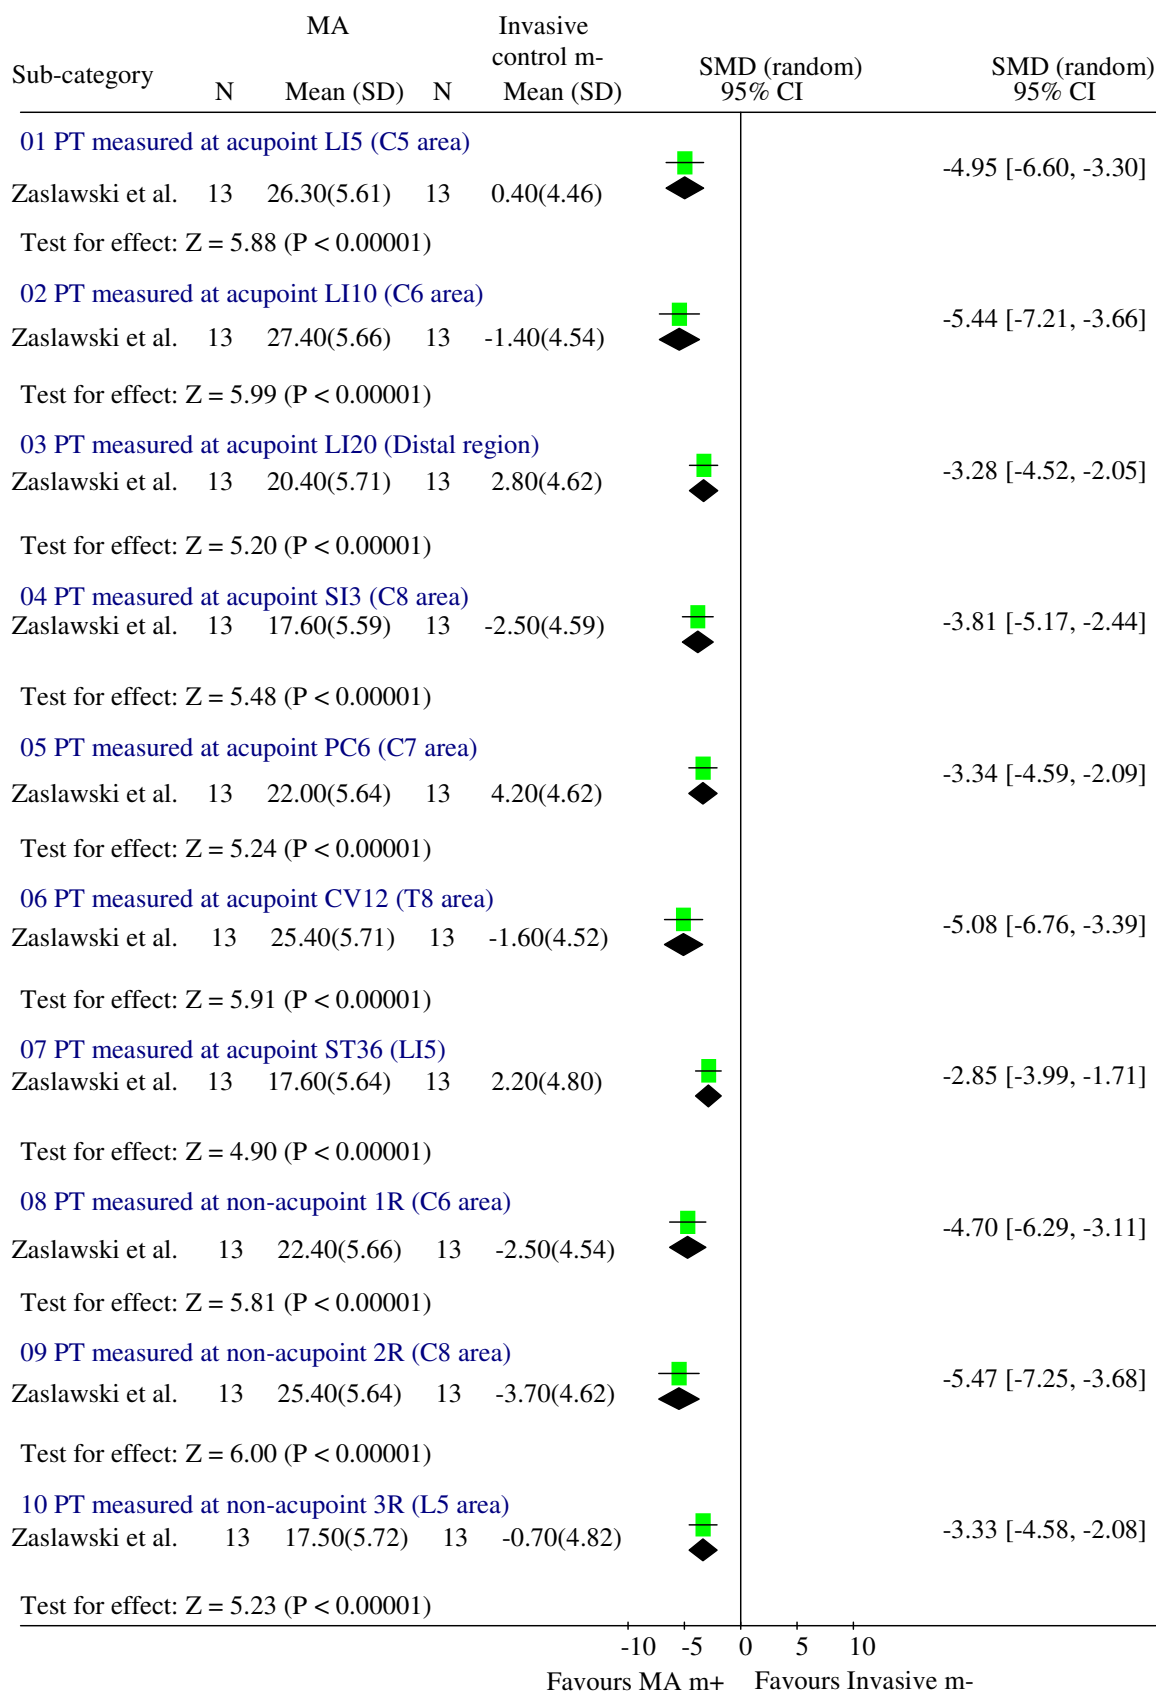 MA Invasive control m-
Sub-category N Mean (SD) N Mean (SD) SMD (random) 95% CI SMD (random) 95% CI
01 PT measured at acupoint LI5 (C5 area)
Zaslawski et al. 13 26.30(5.61) 13 0.40(4.46) -4.95 [-6.60, -3.30]
Test for effect: Z = 5.88 (P < 0.00001)
02 PT measured at acupoint LI10 (C6 area)
Zaslawski et al. 13 27.40(5.66) 13 -1.40(4.54) -5.44 [-7.21, -3.66]
Test for effect: Z = 5.99 (P < 0.00001)
03 PT measured at acupoint LI20 (Distal region)
Zaslawski et al. 13 20.40(5.71) 13 2.80(4.62) -3.28 [-4.52, -2.05]
Test for effect: Z = 5.20 (P < 0.00001)
04 PT measured at acupoint SI3 (C8 area)
Zaslawski et al. 13 17.60(5.59) 13 -2.50(4.59) -3.81 [-5.17, -2.44]
Test for effect: Z = 5.48 (P < 0.00001)
05 PT measured at acupoint PC6 (C7 area)
Zaslawski et al. 13 22.00(5.64) 13 4.20(4.62) -3.34 [-4.59, -2.09]
Test for effect: Z = 5.24 (P < 0.00001)
06 PT measured at acupoint CV12 (T8 area)
Zaslawski et al. 13 25.40(5.71) 13 -1.60(4.52) -5.08 [-6.76, -3.39]
Test for effect: Z = 5.91 (P < 0.00001)
07 PT measured at acupoint ST36 (LI5)
Zaslawski et al. 13 17.60(5.64) 13 2.20(4.80) -2.85 [-3.99, -1.71]
Test for effect: Z = 4.90 (P < 0.00001)
08 PT measured at non-acupoint 1R (C6 area)
Zaslawski et al. 13 22.40(5.66) 13 -2.50(4.54) -4.70 [-6.29, -3.11]
Test for effect: Z = 5.81 (P < 0.00001)
09 PT measured at non-acupoint 2R (C8 area)
Zaslawski et al. 13 25.40(5.64) 13 -3.70(4.62) -5.47 [-7.25, -3.68]
Test for effect: Z = 6.00 (P < 0.00001)
10 PT measured at non-acupoint 3R (L5 area)
Zaslawski et al. 13 17.50(5.72) 13 -0.70(4.82) -3.33 [-4.58, -2.08]
Test for effect: Z = 5.23 (P < 0.00001)
-10 -5 0 5 10
Favours MA m+ Favours Invasive m-